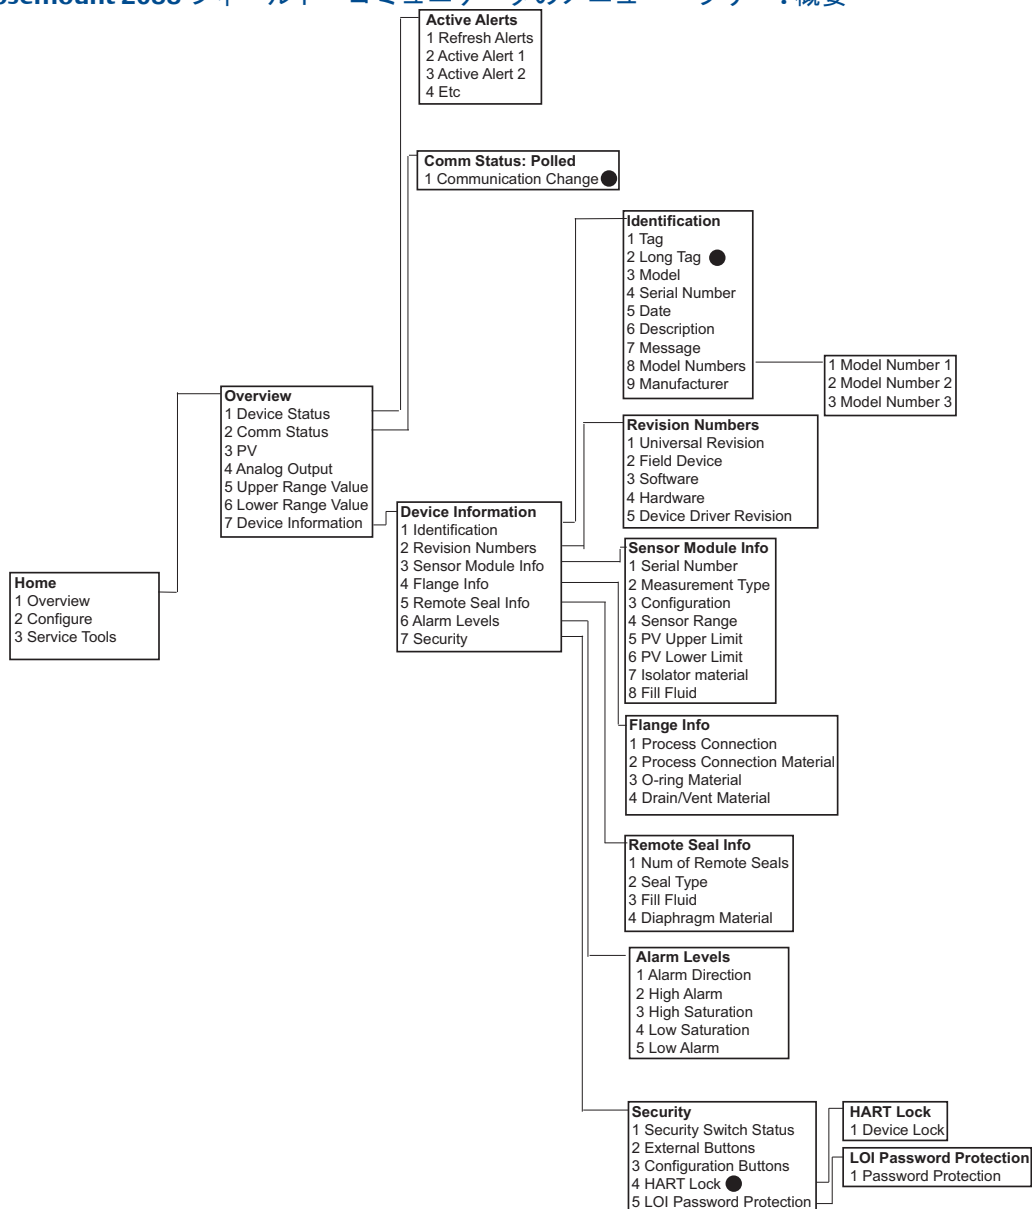 2088
Active Alerts
1 Refresh Alerts
2 Active Alert 1
3 Active Alert 2
4 Etc
Comm Status: Polled
1 Communication Change
Identification
1 Tag
2 Long Tag
3 Model
4 Serial Number
5 Date
6 Description
7 Message
8 Model Numbers
9 Manufacturer
1 Model Number 1
2 Model Number 2
3 Model Number 3
Overview
1 Device Status
2 Comm Status
3 PV
4 Analog Output
5 Upper Range Value
6 Lower Range Value
7 Device Information
Revision Numbers
1 Universal Revision
2 Field Device
3 Software
4 Hardware
5 Device Driver Revision
Device Information
1 Identification
2 Revision Numbers
3 Sensor Module Info
4 Flange Info
5 Remote Seal Info
6 Alarm Levels
7 Security
Sensor Module Info
1 Serial Number
2 Measurement Type
3 Configuration
4 Sensor Range
5 PV Upper Limit
6 PV Lower Limit
7 Isolator material
8 Fill Fluid
Home
1 Overview
2 Configure
3 Service Tools
Flange Info
1 Process Connection
2 Process Connection Material
3 O-ring Material
4 Drain/Vent Material
Remote Seal Info
1 Num of Remote Seals
2 Seal Type
3 Fill Fluid
4 Diaphragm Material
Alarm Levels
1 Alarm Direction
2 High Alarm
3 High Saturation
4 Low Saturation
5 Low Alarm
Security
1 Security Switch Status
2 External Buttons
3 Configuration Buttons
4 HART Lock
5 LOI Password Protection
HART Lock
1 Device Lock
LOI Password Protection
1 Password Protection